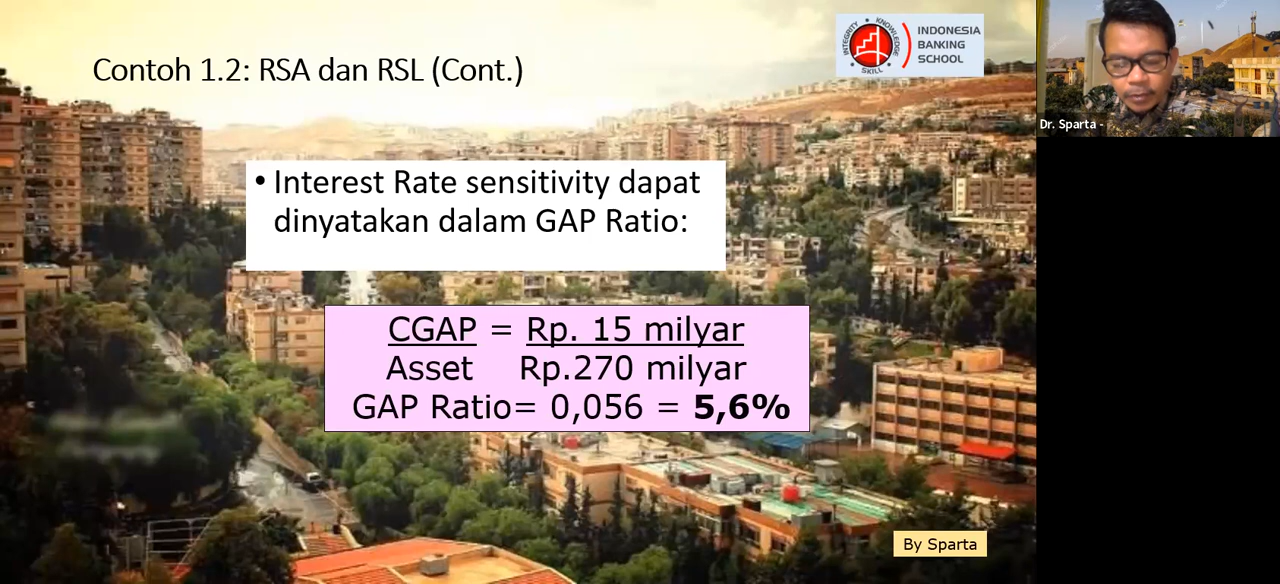 Contoh 1.2: RSA dan RSL (Cont.)
INTEGRITY KNOWLEDGE SKILL
INDONESIA
BANKING
SCHOOL
Dr. Sparta -
• Interest Rate sensitivity dapat
dinyatakan dalam GAP Ratio:
CGAP = Rp. 15 milyar
Asset Rp.270 milyar
GAP Ratio= 0,056 = 5,6%
By Sparta